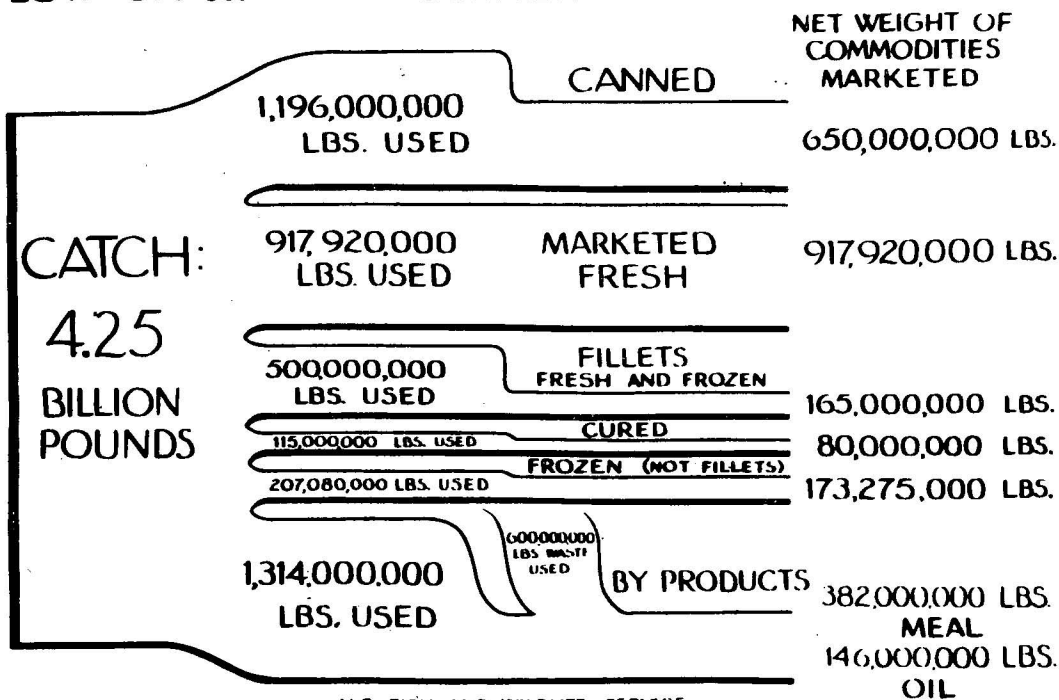 NET WEIGHT OF
COMMODITIES
MARKETED
CANNED
1,196,000,000
LBS. USED
650,000,000 LBS.
CATCH:
4.25
BILLION
POUNDS
917,920,000
LBS. USED
MARKETED
FRESH
917,920,000 LBS.
500,000,000
LBS. USED
FILLETS
FRESH AND FROZEN
165,000,000 LBS.
115,000,000 LBS. USED
CURED
80,000,000 LBS.
207,080,000 LBS. USED
FROZEN (NOT FILLETS)
173,275,000 LBS.
1,314,000,000
LBS. USED
600,000,000
LBS WASTE
USED
BY PRODUCTS
382,000,000 LBS.
MEAL
146,000,000 LBS.
OIL